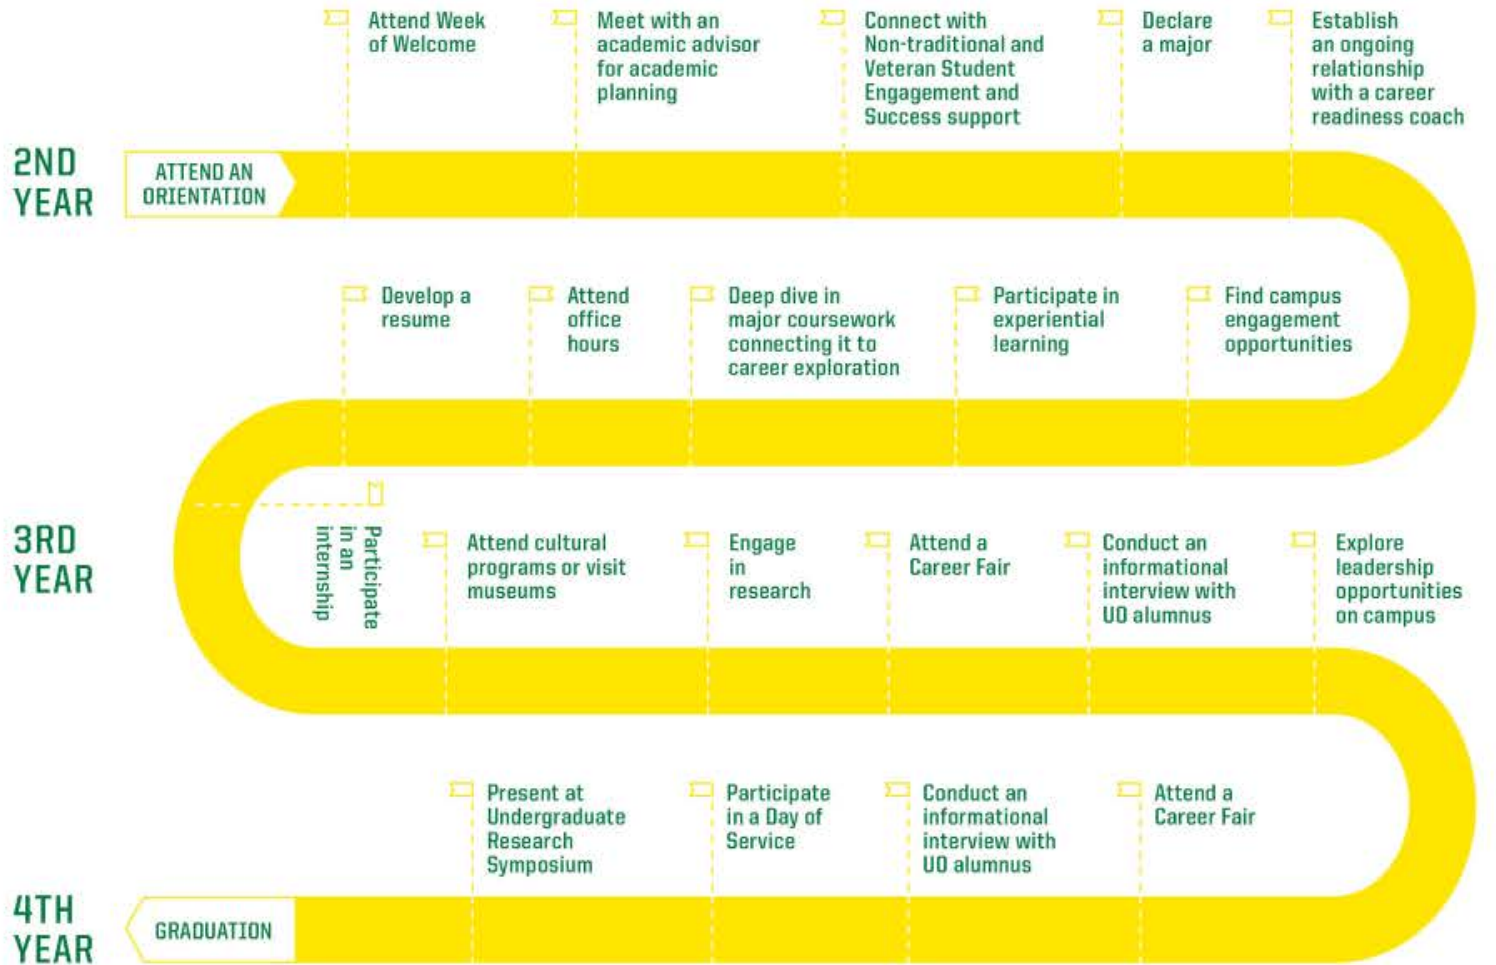 Attend Week
of Welcome
Meet with an
academic advisor
for academic
planning
Connect with
Non-traditional and
Veteran Student
Engagement and
Success support
Declare
a major
Establish
an ongoing
relationship
with a career
readiness coach
2ND
YEAR
ATTEND AN
ORIENTATION
Develop a
resume
Attend
office
hours
Deep dive in
major coursework
connecting it to
career exploration
Participate in
experiential
learning
Find campus
engagement
opportunities
3RD
YEAR
Participate
in an
internship
Attend cultural
programs or visit
museums
Engage
in
research
Attend a
Career Fair
Conduct an
informational
interview with
UO alumnus
Explore
leadership
opportunities
on campus
Present at
Undergraduate
Research
Symposium
Participate
in a Day of
Service
Conduct an
informational
interview with
UO alumnus
Attend a
Career Fair
4TH
YEAR
GRADUATION